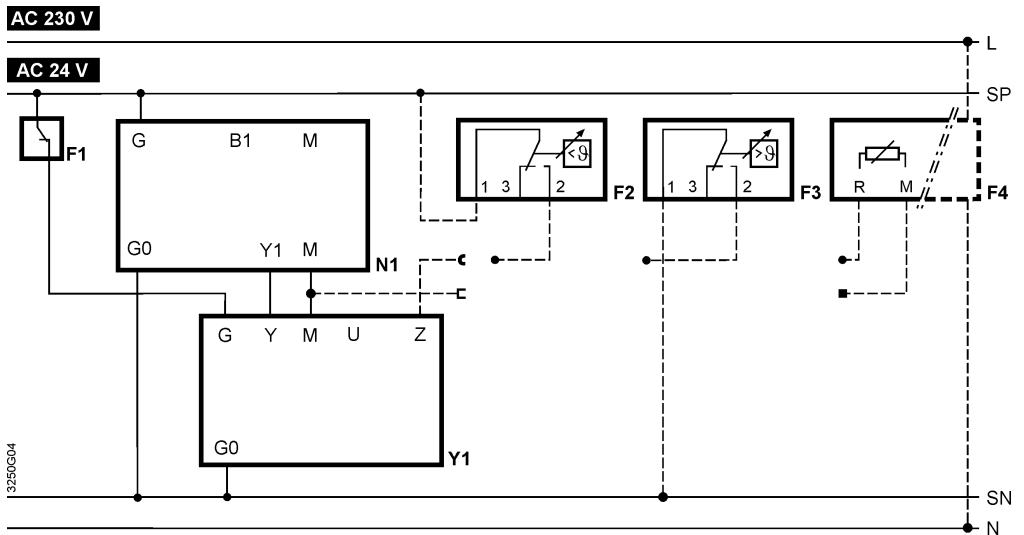 AC 230 V
L
AC 24 V
SP
F1
G B1 M
G0 Y1 M
N1
<ϑ
1 3 2
F2
>ϑ
1 3 2
F3
R M
F4
G Y M U Z
G0
Y1
3250G04
SN
N